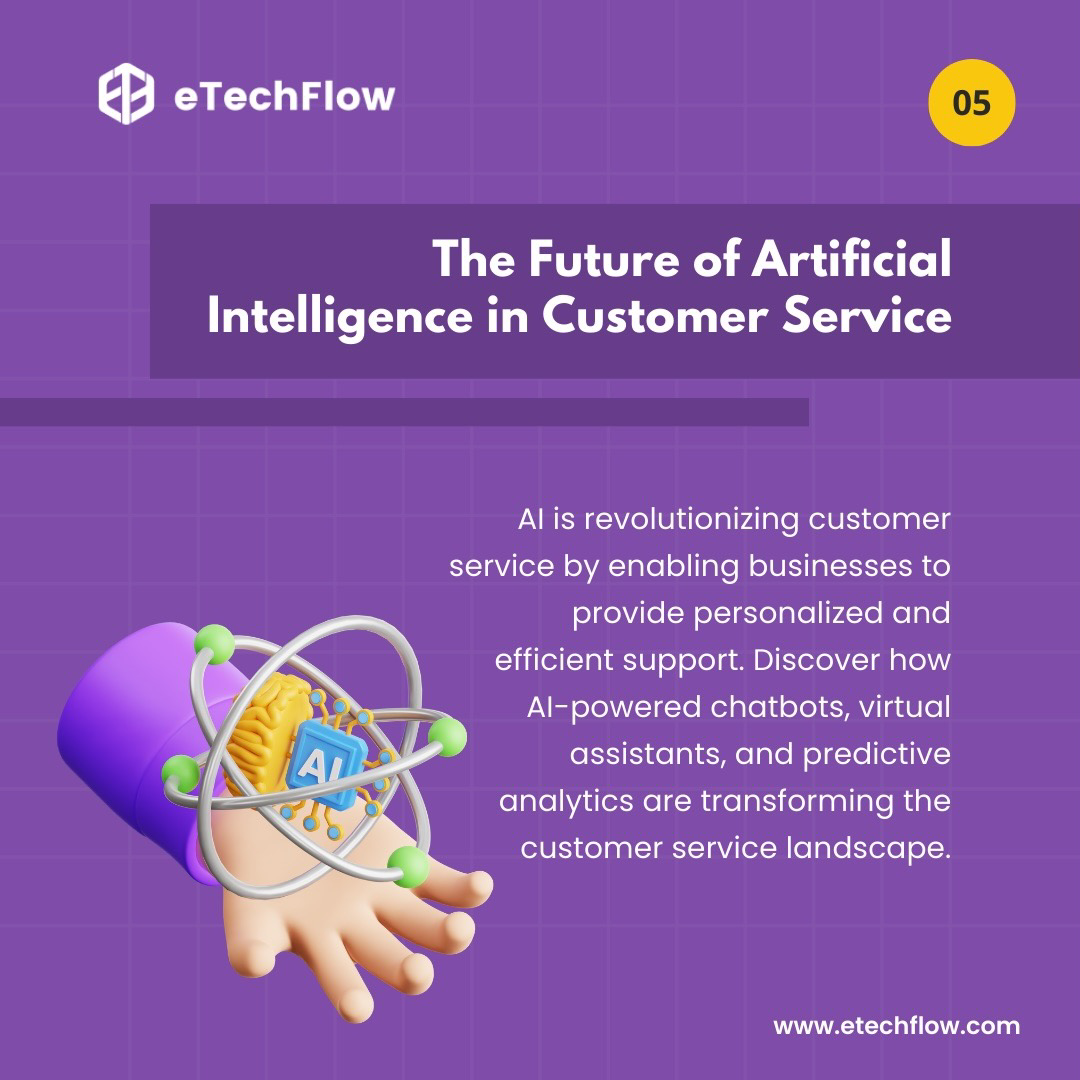 eTechFlow
05
The Future of Artificial
Intelligence in Customer Service
AI is revolutionizing customer
service by enabling businesses to
provide personalized and
efficient support. Discover how
AI-powered chatbots, virtual
assistants, and predictive
analytics are transforming the
customer service landscape.
AI
www.etechflow.com